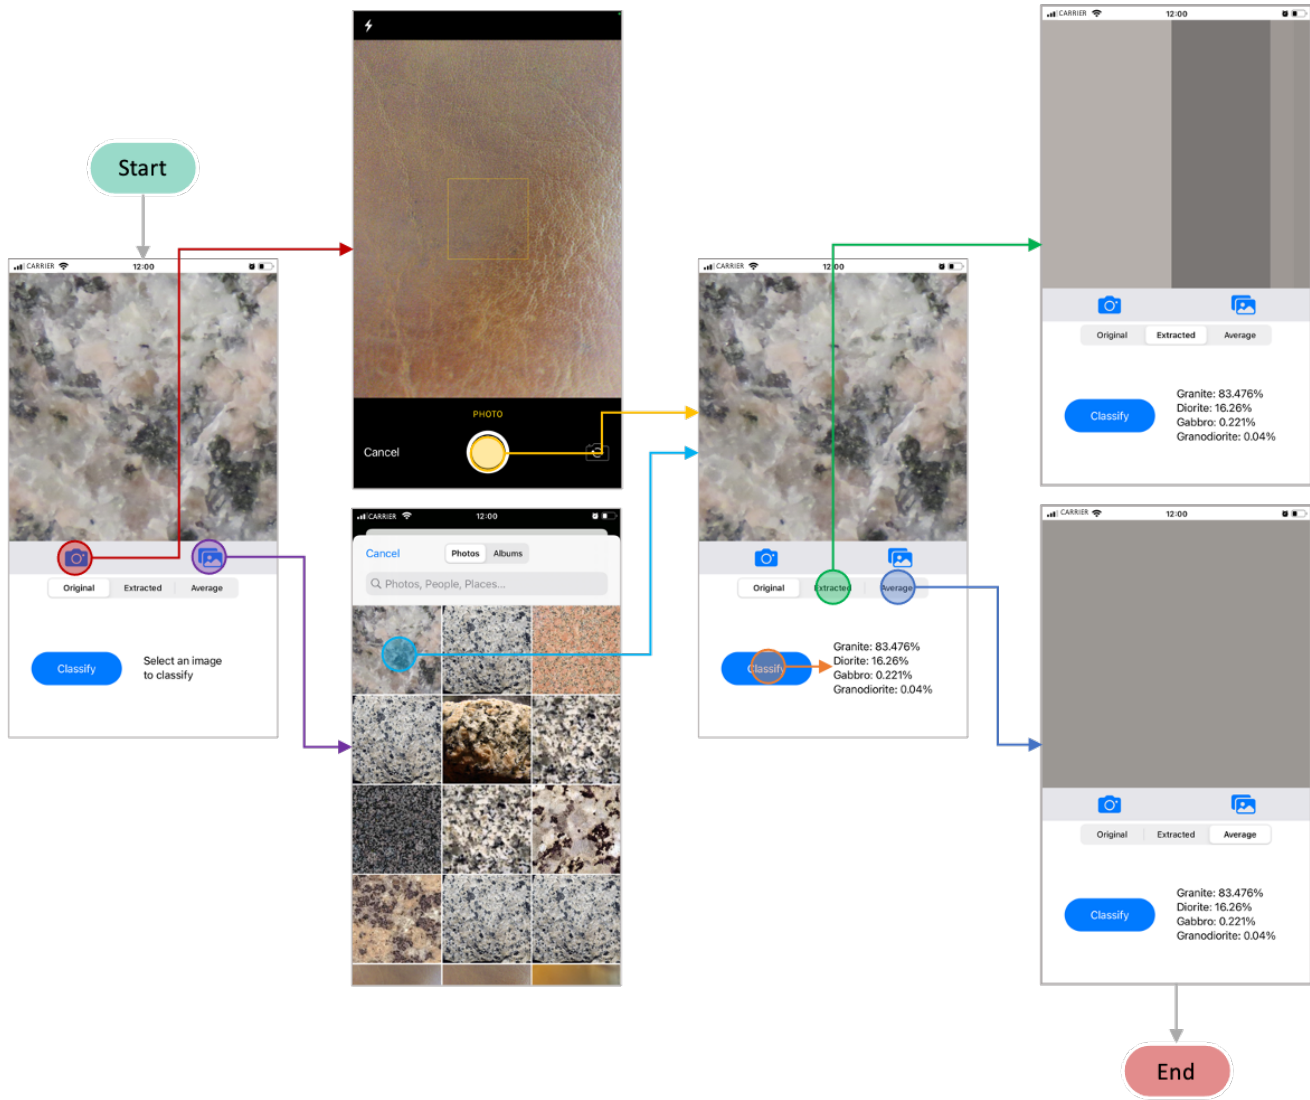 Start
CARRIER
12:00
Original Extracted Average
Classify
Select an image
to classify
PHOTO
Cancel
CARRIER
12:00
Cancel
Photos Albums
Photos, People, Places...
CARRIER
12:00
Original Extracted Average
Classify
Granite: 83.476%
Diorite: 16.26%
Gabbro: 0.221%
Granodiorite: 0.04%
CARRIER
12:00
Original Extracted Average
Classify
Granite: 83.476%
Diorite: 16.26%
Gabbro: 0.221%
Granodiorite: 0.04%
CARRIER
12:00
Original Extracted Average
Classify
Granite: 83.476%
Diorite: 16.26%
Gabbro: 0.221%
Granodiorite: 0.04%
End